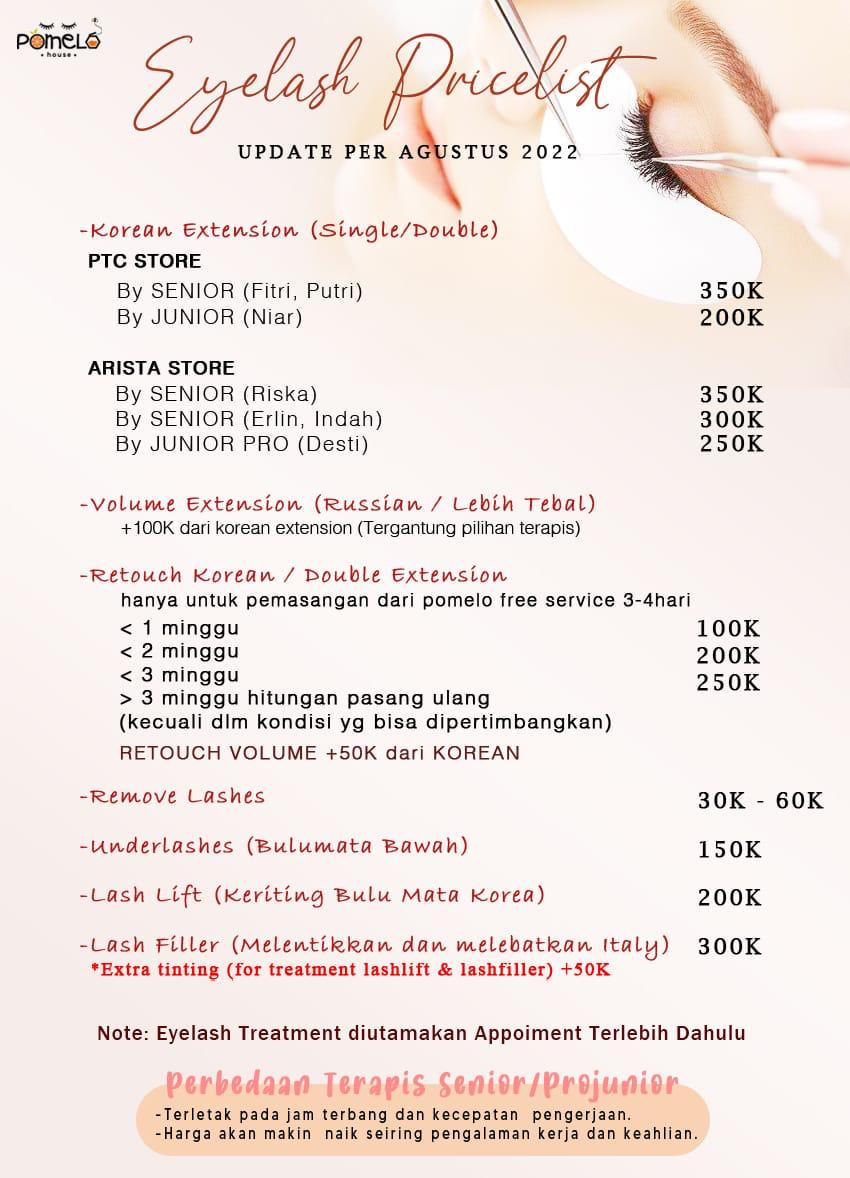 POMELO
• house •
Eyelash Pricelist
UPDATE PER AGUSTUS 2022
-Korean Extension (Single/Double)
PTC STORE
By SENIOR (Fitri, Putri) 350K
By JUNIOR (Niar) 200K
ARISTA STORE
By SENIOR (Riska) 350K
By SENIOR (Erlin, Indah) 300K
By JUNIOR PRO (Desti) 250K
-Volume Extension (Russian / Lebih Tebal)
+100K dari korean extension (Tergantung pilihan terapis)
-Retouch Korean / Double Extension
hanya untuk pemasangan dari pomelo free service 3-4hari
< 1 minggu 100K
< 2 minggu 200K
< 3 minggu 250K
> 3 minggu hitungan pasang ulang
(kecuali dlm kondisi yg bisa dipertimbangkan)
RETOUCH VOLUME +50K dari KOREAN
-Remove Lashes 30K - 60K
-Underlashes (Bulumata Bawah) 150K
-Lash Lift (Keriting Bulu Mata Korea) 200K
-Lash Filler (Melentikkan dan melebatkan Italy) 300K
*Extra tinting (for treatment lashlift & lashfiller) +50K
Note: Eyelash Treatment diutamakan Appoiment Terlebih Dahulu
Perbedaan Terapis Senior/Projunior
-Terletak pada jam terbang dan kecepatan pengerjaan.
-Harga akan makin naik seiring pengalaman kerja dan keahlian.